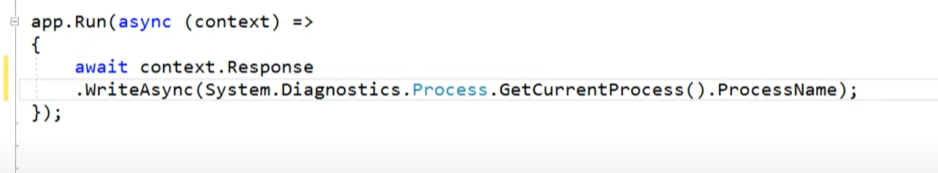 app.Run(async (context) =>
{
    await context.Response
    .WriteAsync(System.Diagnostics.Process.GetCurrentProcess().ProcessName);
});